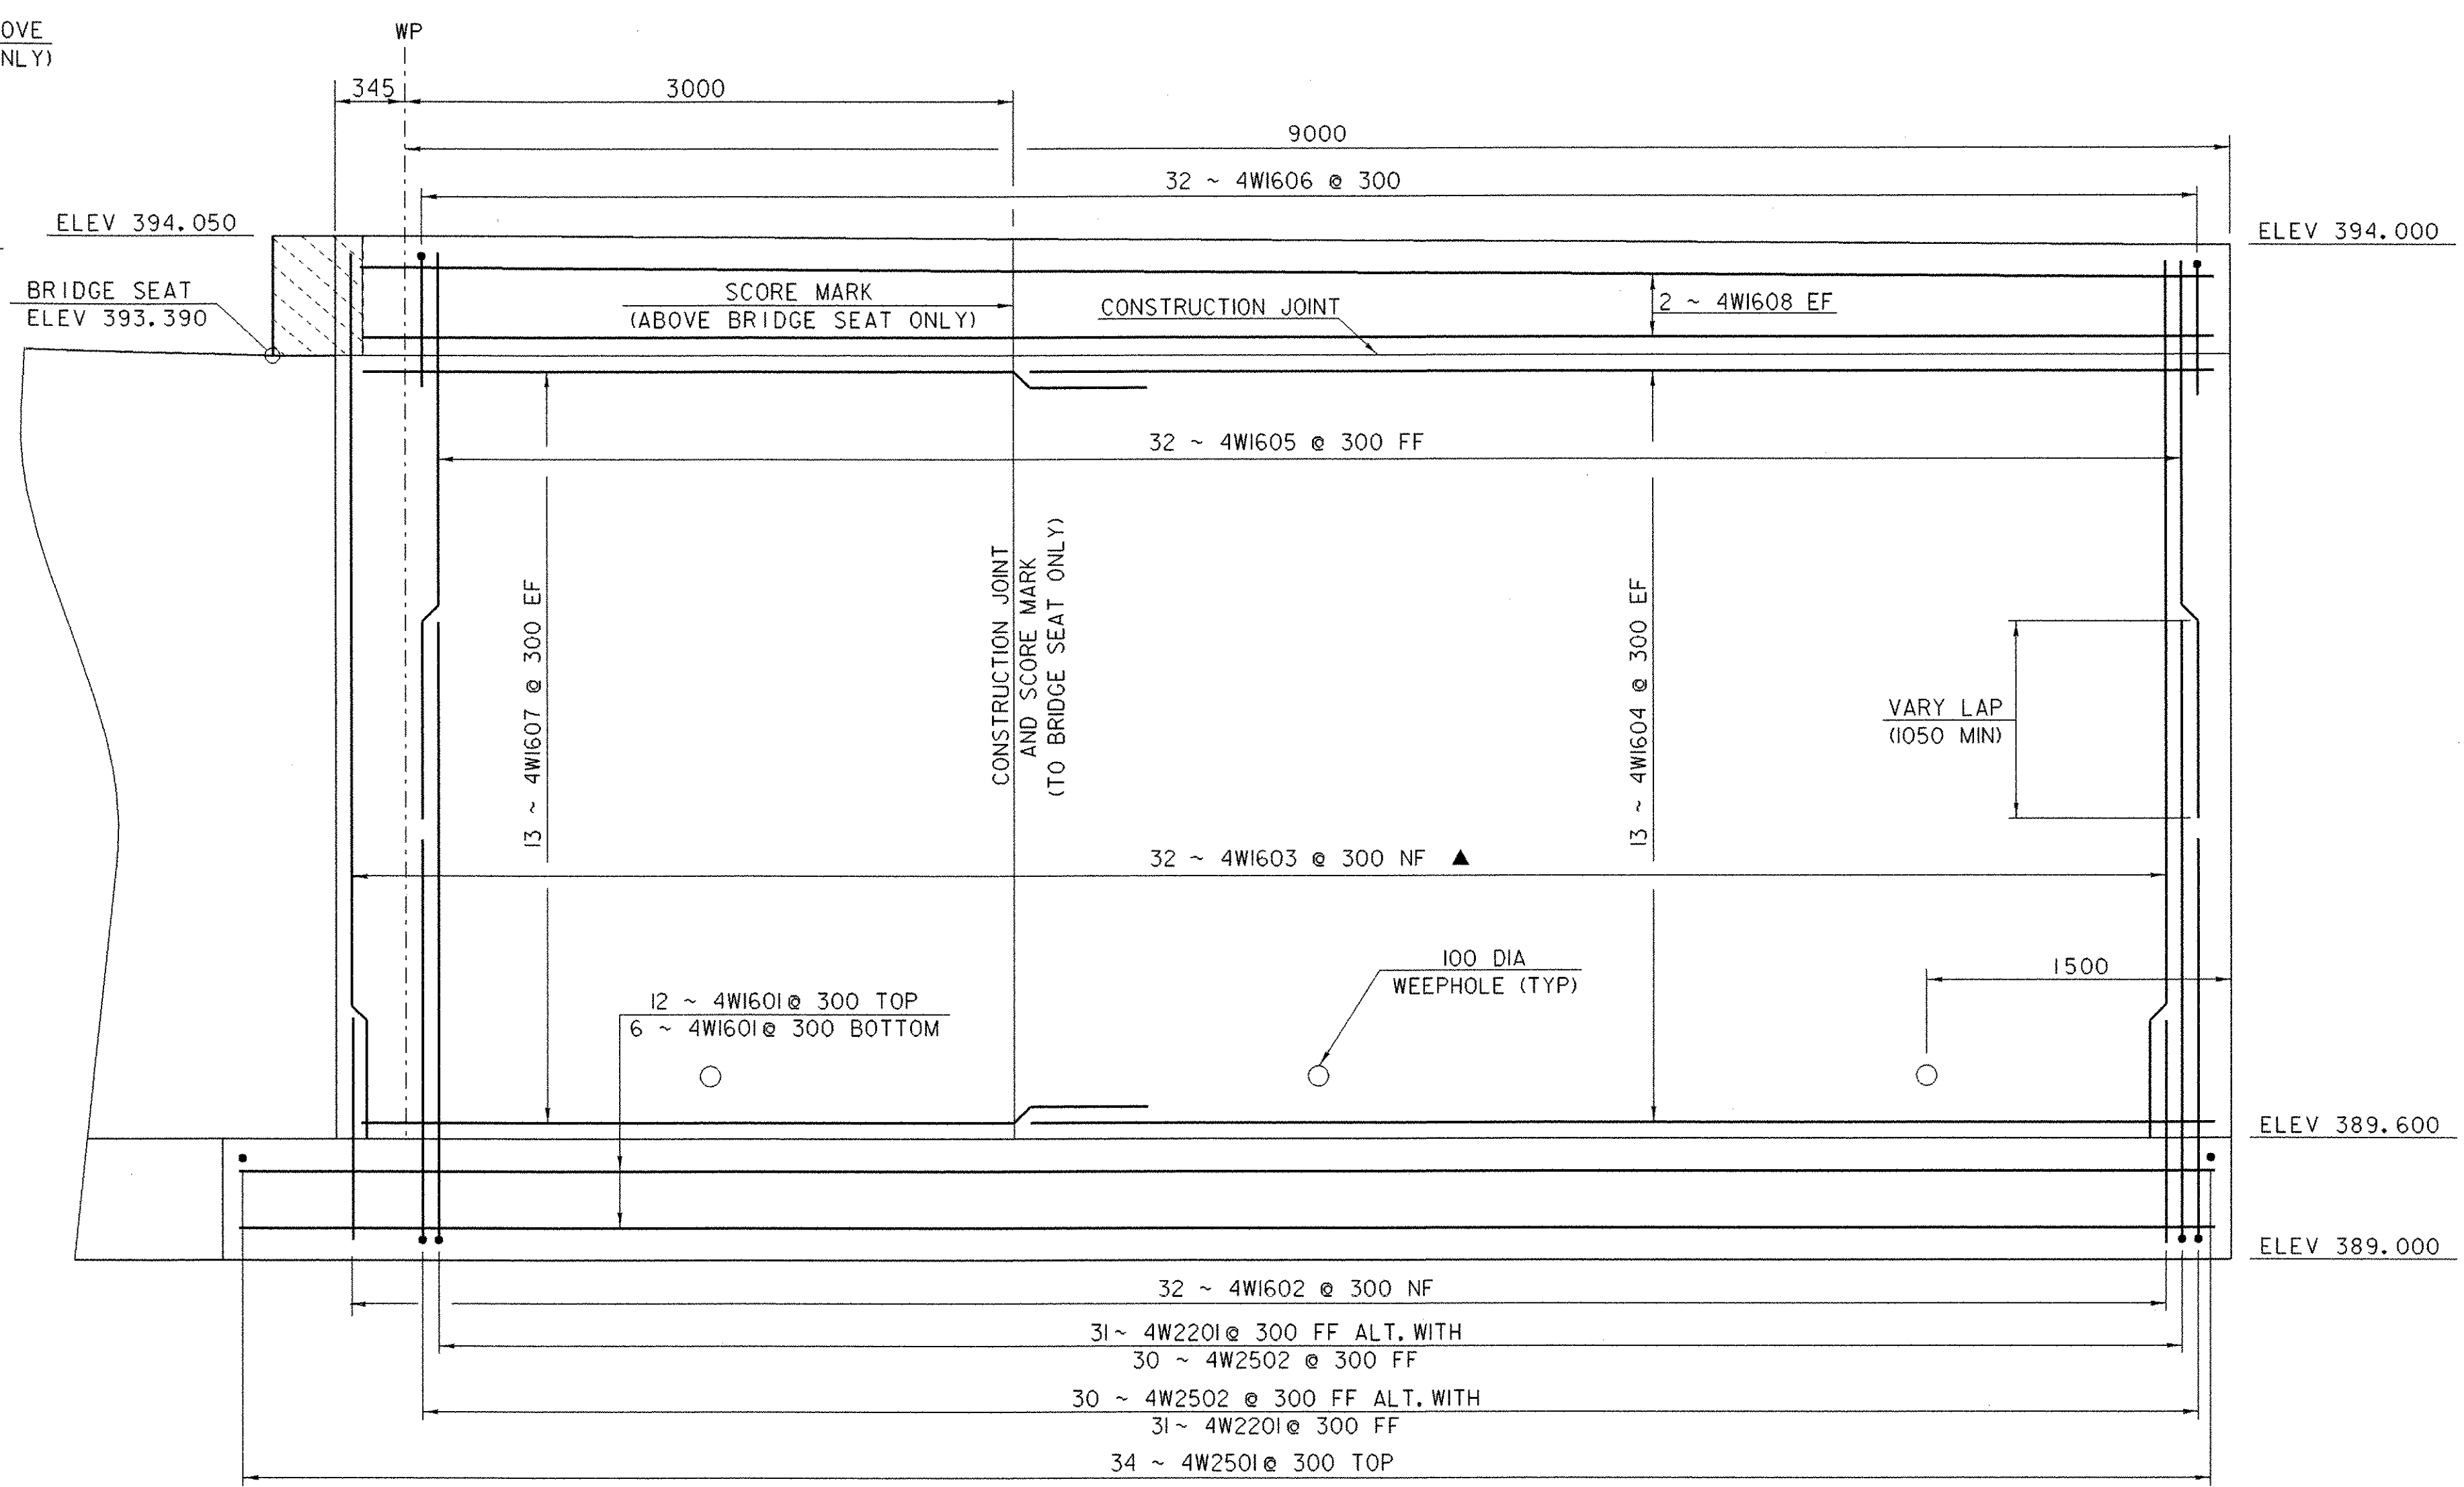 OVE
NLY)
WP
345
3000
9000
32 ~ 4W1606 @ 300
ELEV 394.050
ELEV 394.000
BRIDGE SEAT
ELEV 393.390
SCORE MARK
(ABOVE BRIDGE SEAT ONLY)
CONSTRUCTION JOINT
2 ~ 4W1608 EF
32 ~ 4W1605 @ 300 FF
13 ~ 4W1607 @ 300 EF
CONSTRUCTION JOINT
AND SCORE MARK
(TO BRIDGE SEAT ONLY)
13 ~ 4W1604 @ 300 EF
VARY LAP
(1050 MIN)
32 ~ 4W1603 @ 300 NF ▲
12 ~ 4W1601@ 300 TOP
6 ~ 4W1601@ 300 BOTTOM
100 DIA
WEEPHOLE (TYP)
1500
ELEV 389.600
ELEV 389.000
32 ~ 4W1602 @ 300 NF
31~ 4W2201@ 300 FF ALT. WITH
30 ~ 4W2502 @ 300 FF
30 ~ 4W2502 @ 300 FF ALT. WITH
31~ 4W2201@ 300 FF
34 ~ 4W2501@ 300 TOP